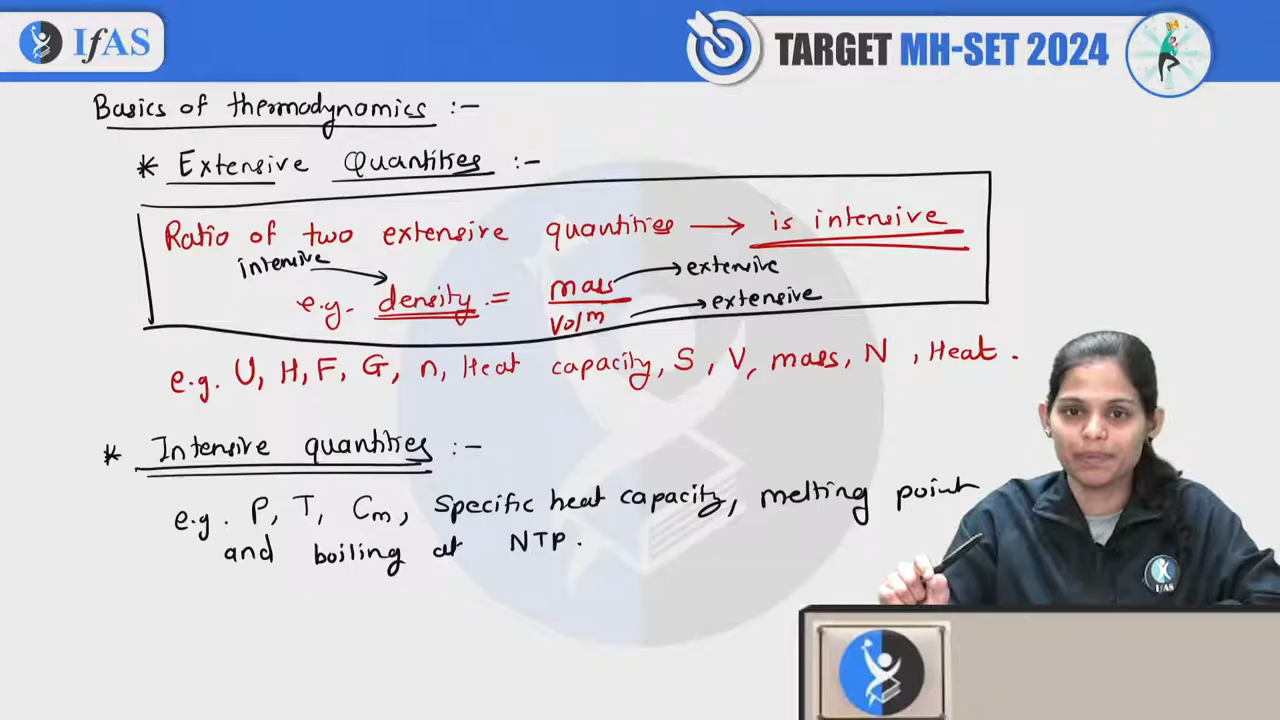 IfAS
TARGET MH-SET 2024
Basics of thermodynamics :-
* Extensive Quantities :-
Ratio of two extensive quantities → is intensive
intensive
e.g. density = mass/Volm
→ extensive
→ extensive
e.g. U, H, F, G, n, Heat capacity, S, V, mass, N, Heat.
* Intensive quantities :-
e.g. P, T, Cm, Specific heat capacity, melting point
and boiling at NTP.
IfAS